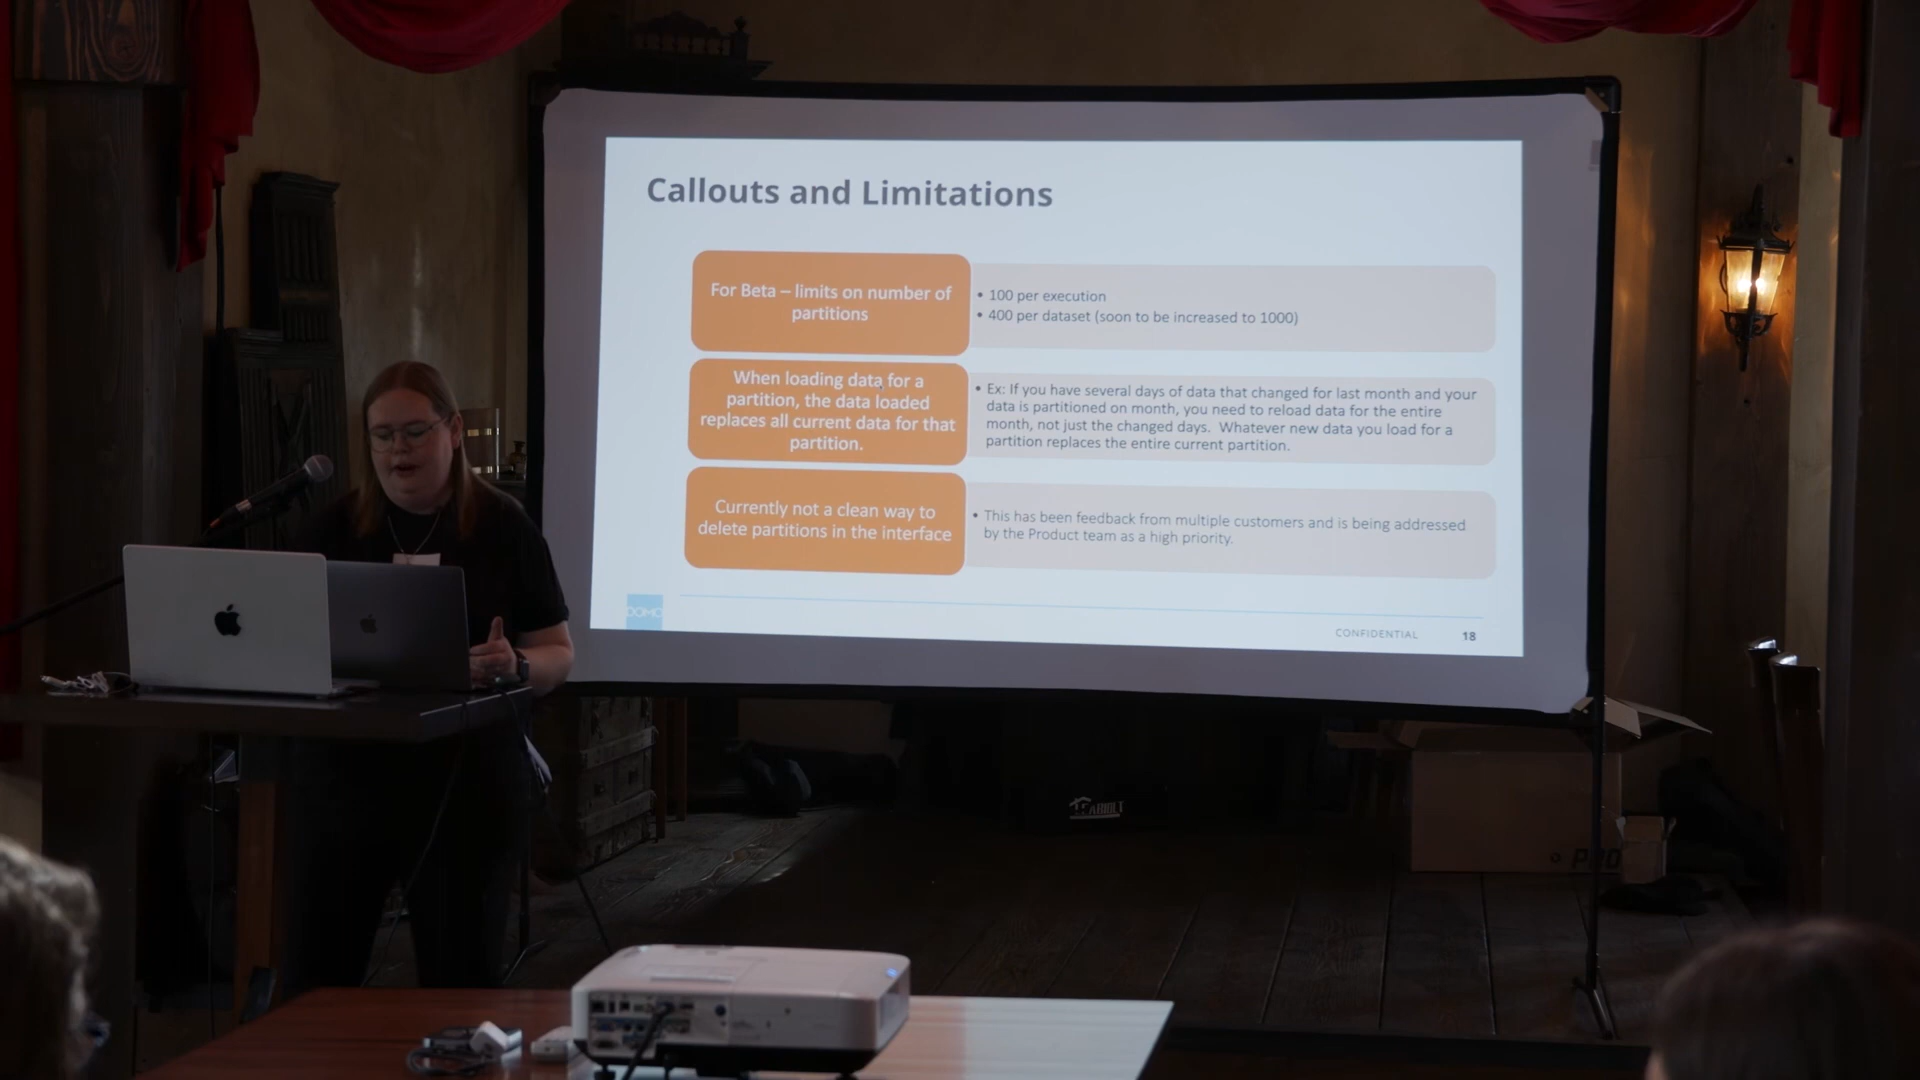 Callouts and Limitations
For Beta – limits on number of
partitions
• 100 per execution
• 400 per dataset (soon to be increased to 1000)
When loading data for a
partition, the data loaded
replaces all current data for that
partition.
• Ex: If you have several days of data that changed for last month and your
data is partitioned on month, you need to reload data for the entire
month, not just the changed days. Whatever new data you load for a
partition replaces the entire current partition.
Currently not a clean way to
delete partitions in the interface
• This has been feedback from multiple customers and is being addressed
by the Product team as a high priority.
DOMO
CONFIDENTIAL
18